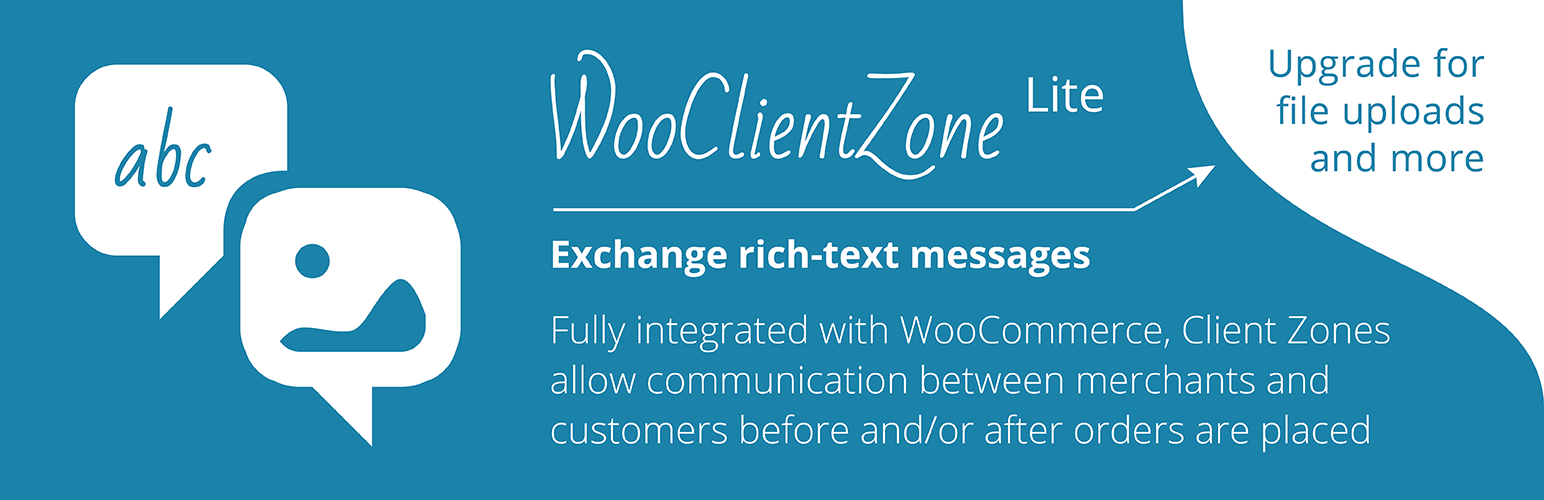 abc
WooClientZone Lite
Upgrade for
file uploads
and more
Exchange rich-text messages
Fully integrated with WooCommerce, Client Zones
allow communication between merchants and
customers before and/or after orders are placed